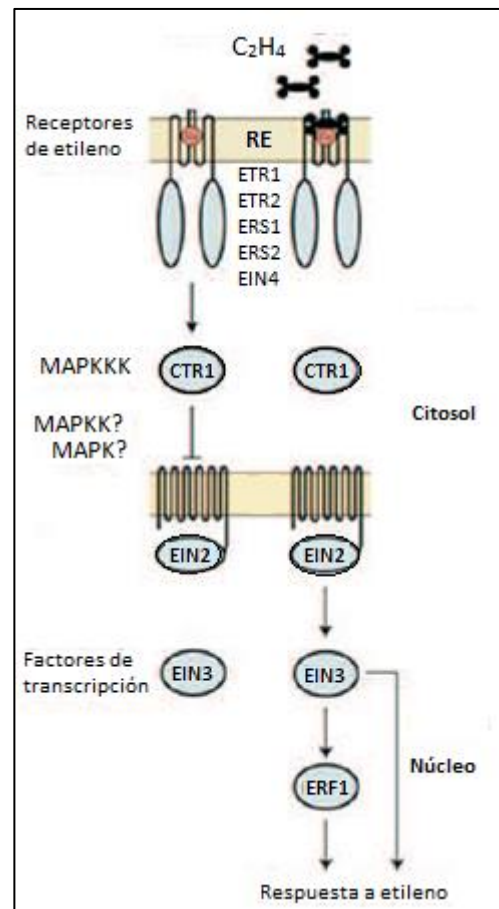 C₂H₄
Receptores
de etileno
RE
ETR1
ETR2
ERS1
ERS2
EIN4
MAPKKK
CTR1
CTR1
MAPKK?
MAPK?
Citosol
EIN2
EIN2
Factores de
transcripción
EIN3
EIN3
Núcleo
ERF1
Respuesta a etileno